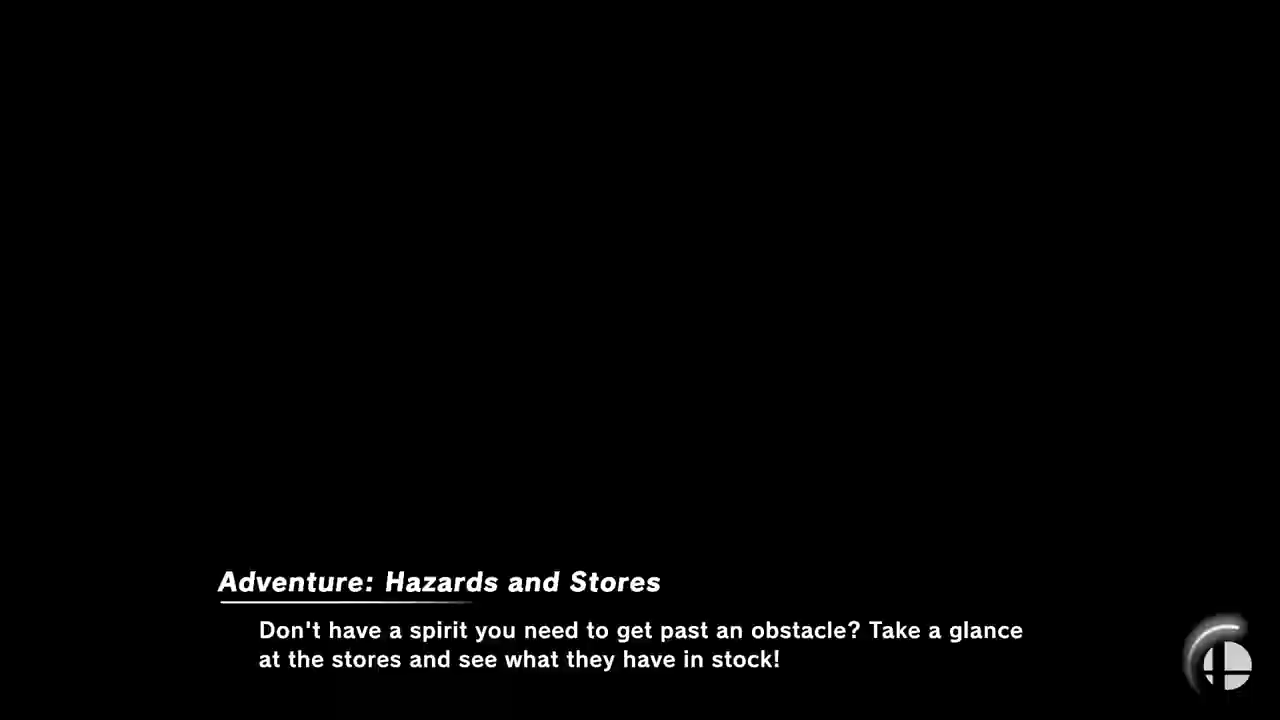 Adventure: Hazards and Stores
Don't have a spirit you need to get past an obstacle? Take a glance
at the stores and see what they have in stock!